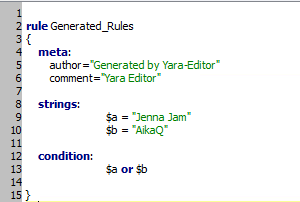 1
2 rule Generated_Rules
3 {
4 meta:
5 author="Generated by Yara-Editor"
6 comment="Yara Editor"
7
8 strings:
9 $a = "Jenna Jam"
10 $b = "AikaQ"
11
12 condition:
13 $a or $b
14
15 }